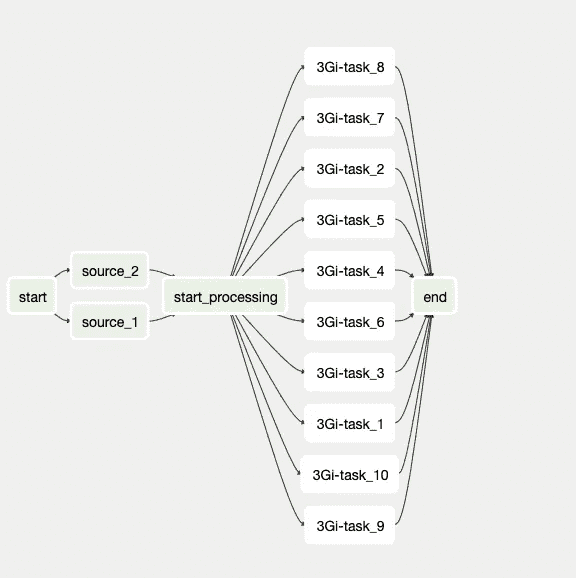 start
source_2
source_1
start_processing
3Gi-task_8
3Gi-task_7
3Gi-task_2
3Gi-task_5
3Gi-task_4
3Gi-task_6
3Gi-task_3
3Gi-task_1
3Gi-task_10
3Gi-task_9
end